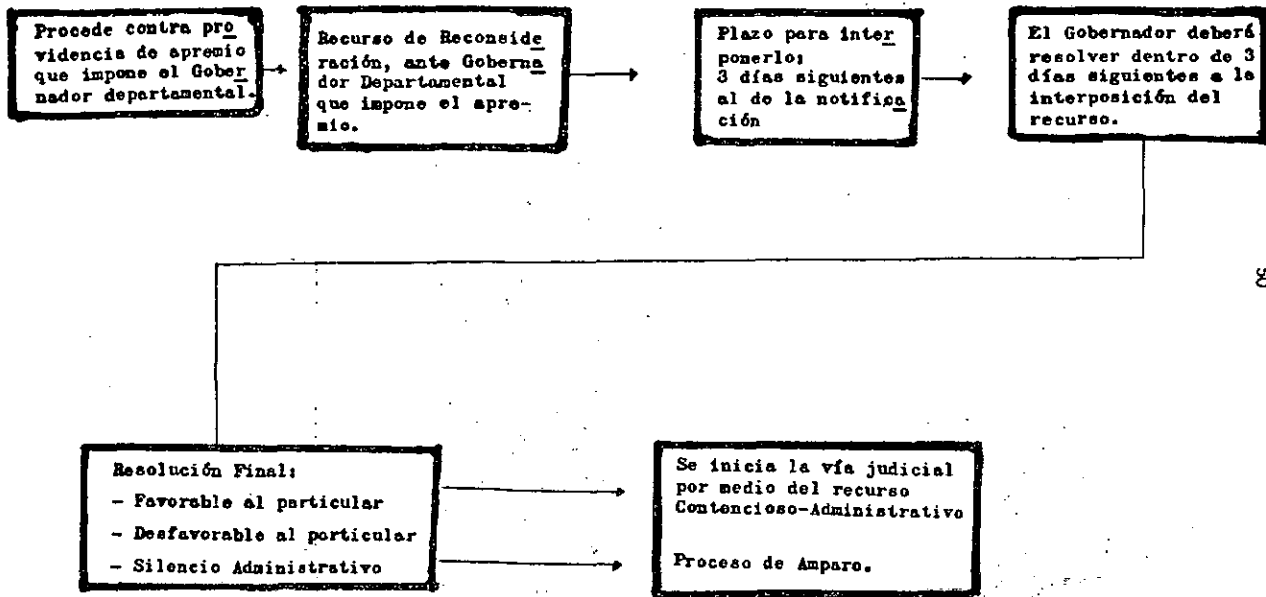 Procede contra pro
videncia de apremio
que impone el Gober
nador departamental.
Recurso de Reconside
ración, ante Goberna
dor Departamental
que impone el apre-
mio.
Plazo para inter
ponerlo:
3 días siguientes
al de la notifica
ción
El Gobernador deberá
resolver dentro de 3
días siguientes a la
interposición del
recurso.
Resolución Final:
- Favorable al particular
- Desfavorable al particular
- Silencio Administrativo
Se inicia la vía judicial
por medio del recurso
Contencioso-Administrativo
Proceso de Amparo.